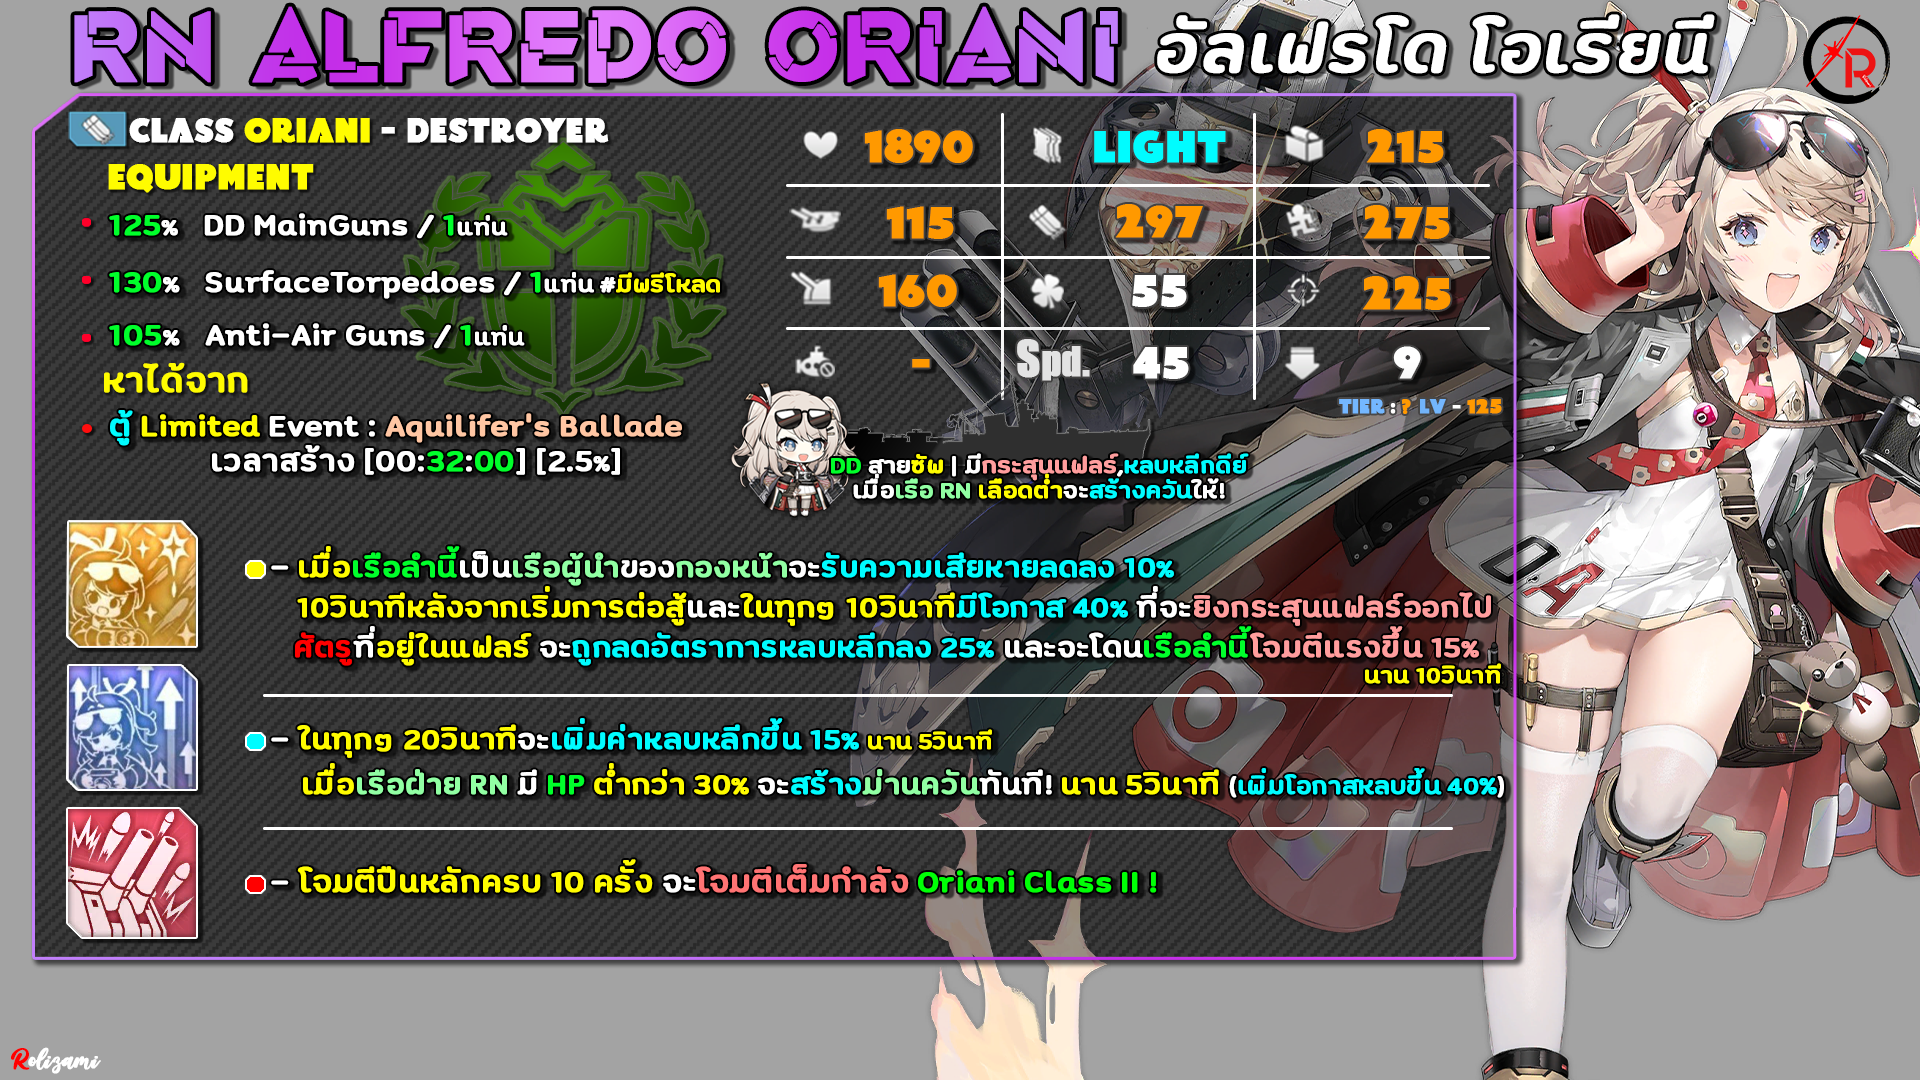 RN ALFREDO ORIANI อัลเฟรโด โอเรียนี
R
CLASS ORIANI - DESTROYER
EQUIPMENT
125% DD MainGuns / 1แท่น
130% SurfaceTorpedoes / 1แท่น #มีพรีโหลด
105% Anti-Air Guns / 1แท่น
หาได้จาก
ตู้ Limited Event : Aquilifer's Ballade
เวลาสร้าง [00:32:00] [2.5%]
1890 LIGHT 215
115 297 275
160 55 225
- Spd. 45 9
TIER : ? LV - 125
DD สายซัพ | มีกระสุนแฟลร์,หลบหลีกดีย์
เมื่อเรือ RN เลือดต่ำจะสร้างควันให้!
- เมื่อเรือลำนี้เป็นเรือผู้นำของกองหน้าจะรับความเสียหายลดลง 10%
10วินาทีหลังจากเริ่มการต่อสู้และในทุกๆ 10วินาทีมีโอกาส 40% ที่จะยิงกระสุนแฟลร์ออกไป
ศัตรูที่อยู่ในแฟลร์ จะถูกลดอัตราการหลบหลีกลง 25% และจะโดนเรือลำนี้โจมตีแรงขึ้น 15%
นาน 10วินาที
- ในทุกๆ 20วินาทีจะเพิ่มค่าหลบหลีกขึ้น 15% นาน 5วินาที
เมื่อเรือฝ่าย RN มี HP ต่ำกว่า 30% จะสร้างม่านควันทันที! นาน 5วินาที (เพิ่มโอกาสหลบขึ้น 40%)
- โจมตีปืนหลักครบ 10 ครั้ง จะโจมตีเต็มกำลัง Oriani Class II !
Rolizami